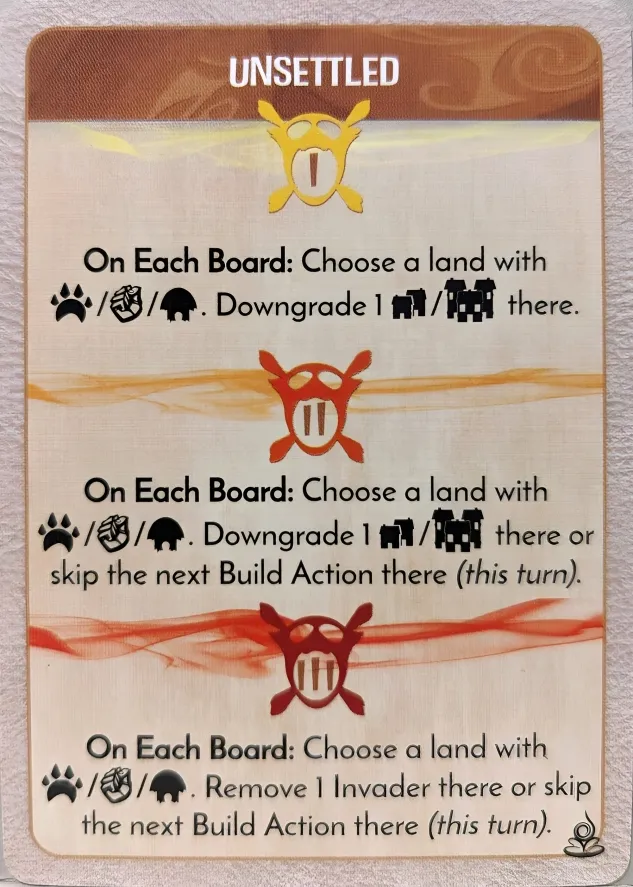 UNSETTLED
I
On Each Board: Choose a land with
/ / . Downgrade 1 / there.
II
On Each Board: Choose a land with
/ / . Downgrade 1 / there or
skip the next Build Action there (this turn).
III
On Each Board: Choose a land with
/ / . Remove 1 Invader there or skip
the next Build Action there (this turn).